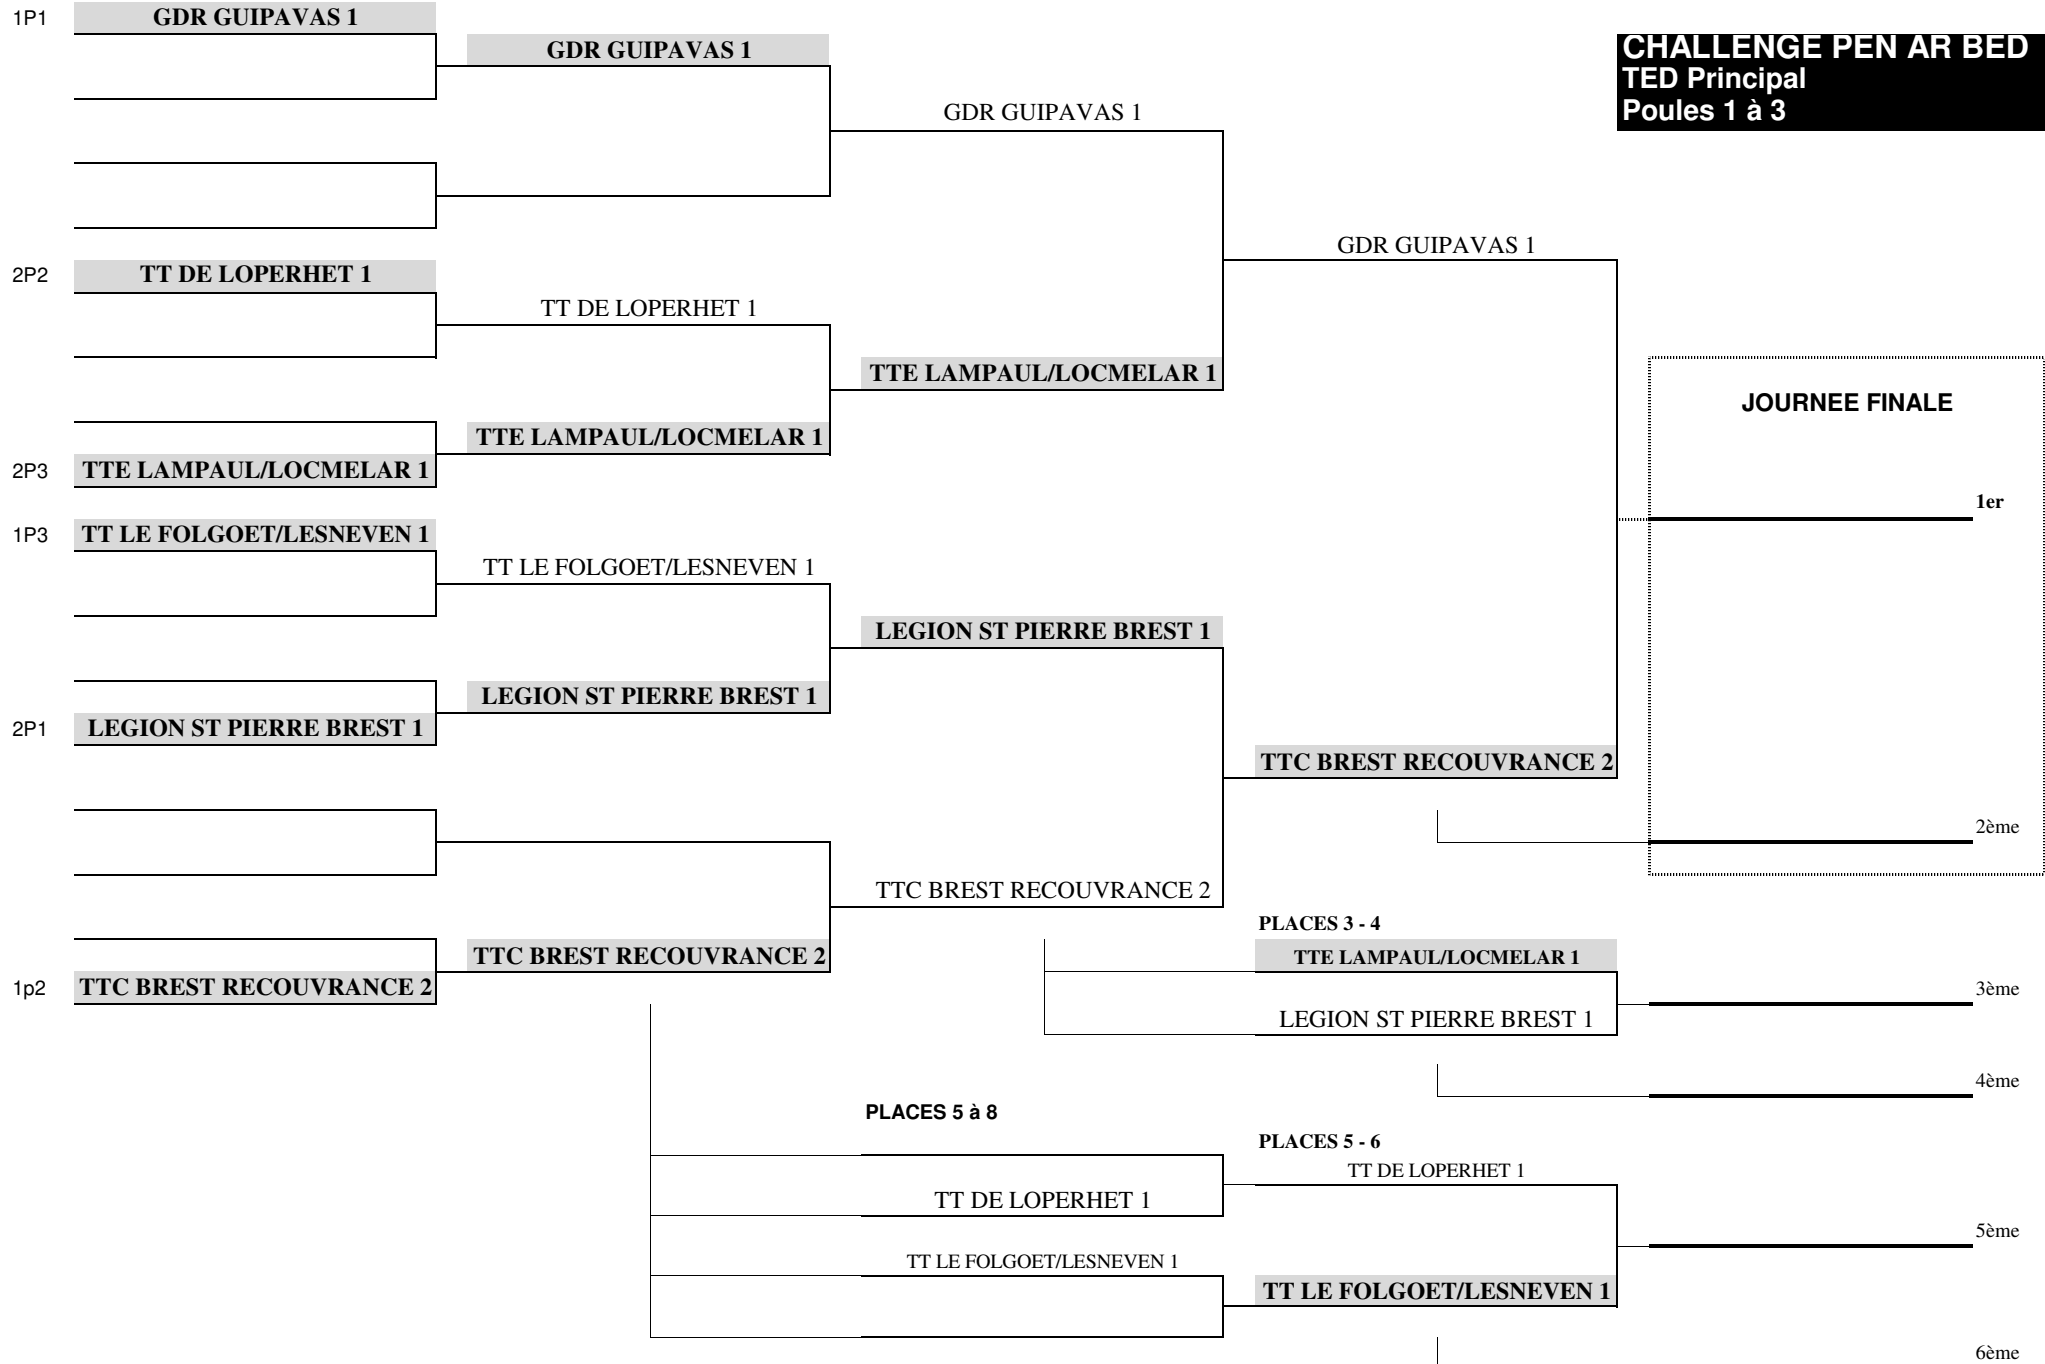 1P1
GDR GUIPAVAS 1
GDR GUIPAVAS 1
CHALLENGE PEN AR BED
TED Principal
Poules 1 à 3
GDR GUIPAVAS 1
GDR GUIPAVAS 1
2P2
TT DE LOPERHET 1
TT DE LOPERHET 1
TTE LAMPAUL/LOCMELAR 1
JOURNEE FINALE
TTE LAMPAUL/LOCMELAR 1
2P3
TTE LAMPAUL/LOCMELAR 1
1er
1P3
TT LE FOLGOET/LESNEVEN 1
TT LE FOLGOET/LESNEVEN 1
LEGION ST PIERRE BREST 1
LEGION ST PIERRE BREST 1
2P1
LEGION ST PIERRE BREST 1
TTC BREST RECOUVRANCE 2
2ème
TTC BREST RECOUVRANCE 2
PLACES 3 - 4
TTC BREST RECOUVRANCE 2
TTE LAMPAUL/LOCMELAR 1
1p2
TTC BREST RECOUVRANCE 2
3ème
LEGION ST PIERRE BREST 1
4ème
PLACES 5 à 8
PLACES 5 - 6
TT DE LOPERHET 1
TT DE LOPERHET 1
5ème
TT LE FOLGOET/LESNEVEN 1
TT LE FOLGOET/LESNEVEN 1
6ème